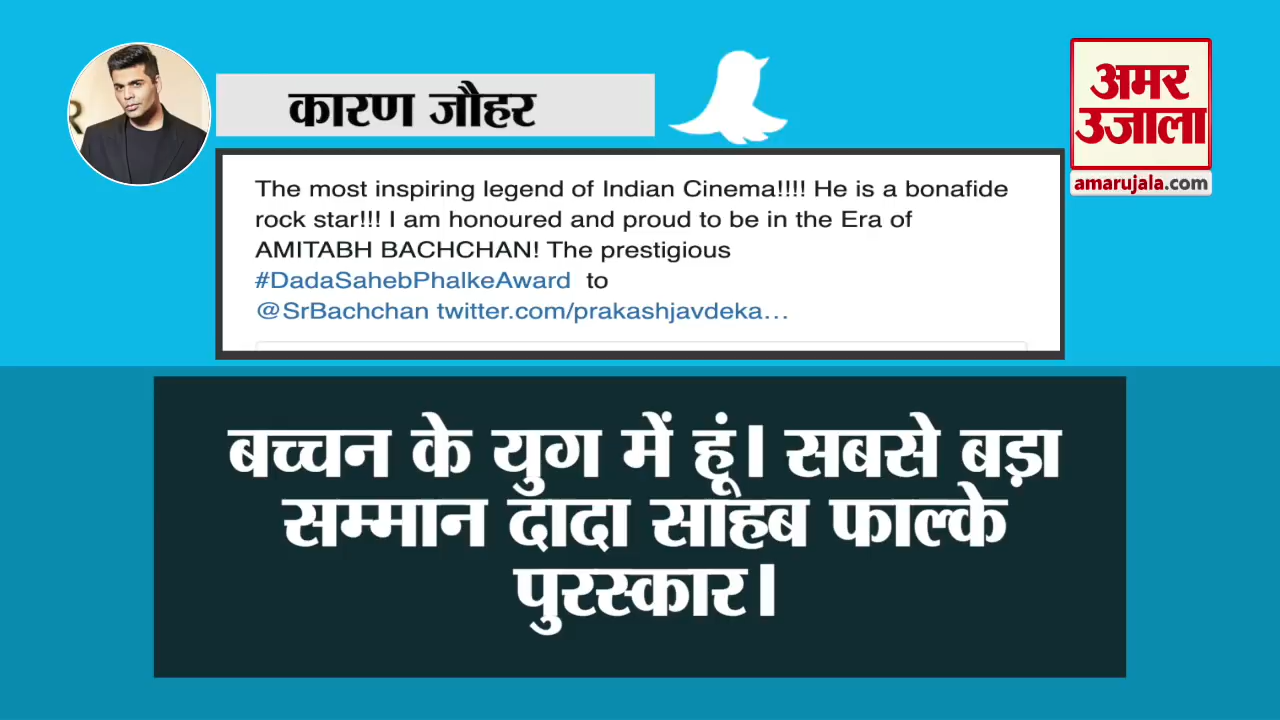 कारण जौहर
अमर
उजाला
amarujala.com
The most inspiring legend of Indian Cinema!!!! He is a bonafide
rock star!!! I am honoured and proud to be in the Era of
AMITABH BACHCHAN! The prestigious
#DadaSahebPhalkeAward to
@SrBachchan twitter.com/prakashjavdeka…
बच्चन के युग में हूं। सबसे बड़ा
सम्मान दादा साहब फाल्के
पुरस्कार।